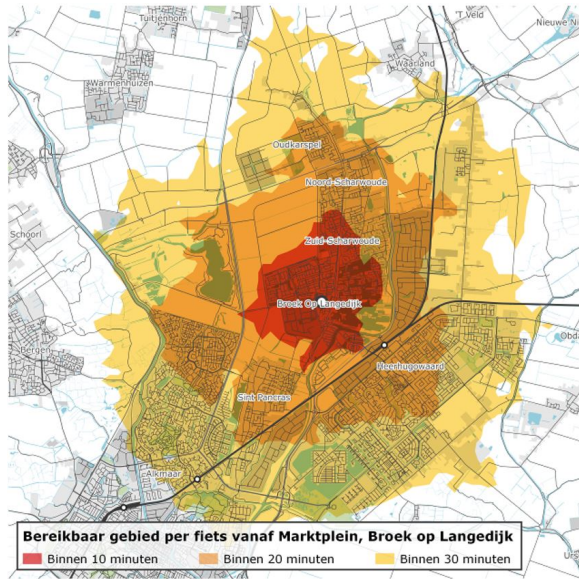 Tuitjenhorn
'T Veld
Nieuwe Ni
Warmenhuizen
Waarland
Oudkarspel
Noord-Scharwoude
Schoorl
Zuid-Scharwoude
Broek Op Langedijk
Obda
Bergen
Heerhugowaard
Sint Pancras
Alkmaar
Bereikbaar gebied per fiets vanaf Marktplein, Broek op Langedijk
Binnen 10 minuten Binnen 20 minuten Binnen 30 minuten
Urs